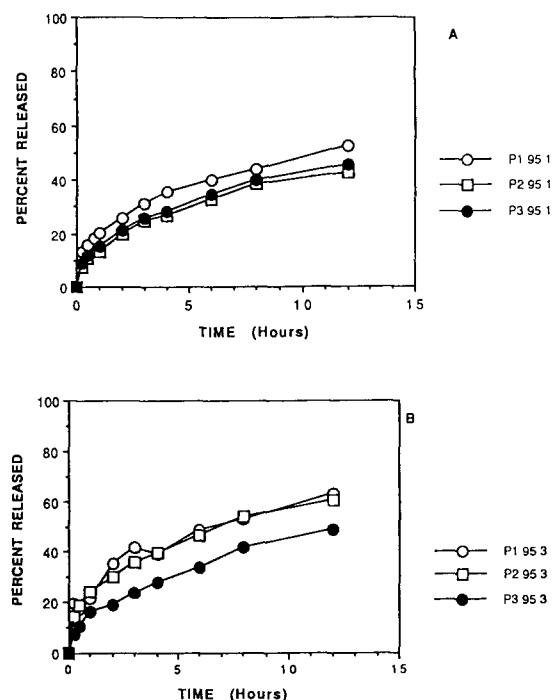 A
PERCENT RELEASED
100
80
60
40
20
0
0
5
10
15
TIME (Hours)
P1 95 1
P2 95 1
P3 95 1
B
PERCENT RELEASED
100
80
60
40
20
0
0
5
10
15
TIME (Hours)
P1 95 3
P2 95 3
P3 95 3